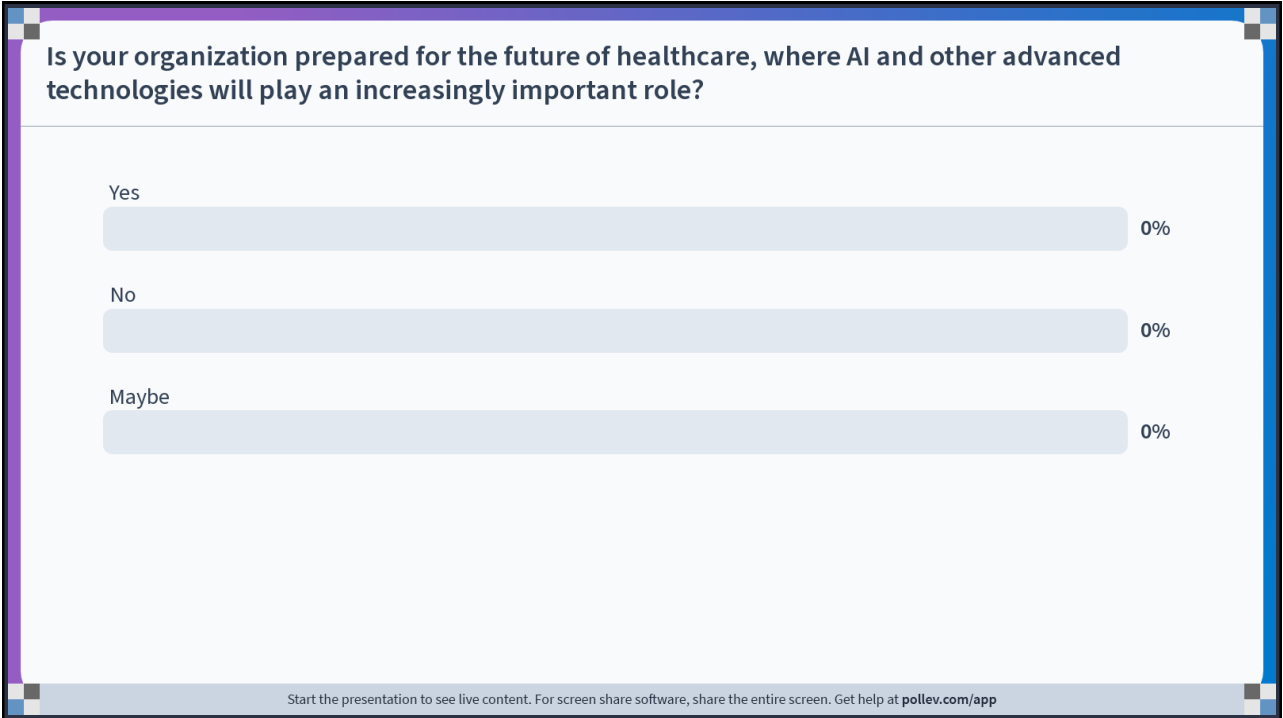 Is your organization prepared for the future of healthcare, where AI and other advanced
technologies will play an increasingly important role?
Yes
0%
No
0%
Maybe
0%
Start the presentation to see live content. For screen share software, share the entire screen. Get help at pollev.com/app